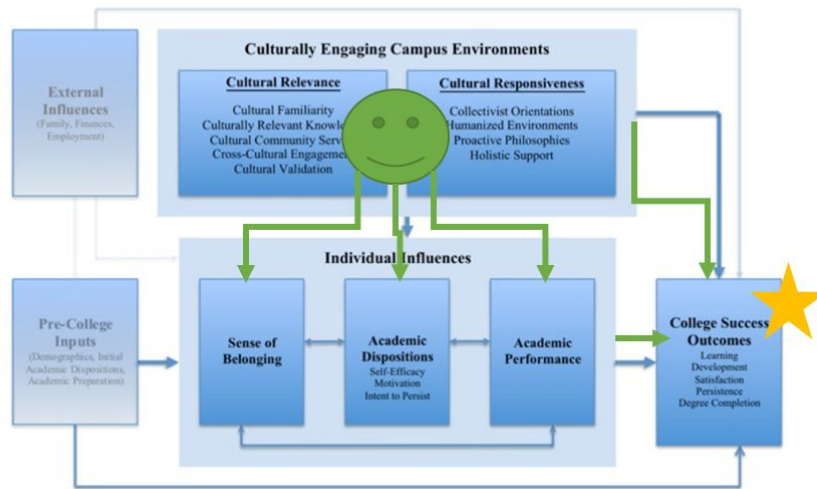 Culturally Engaging Campus Environments
External
Influences
(Family, Finances,
Employment)
Cultural Relevance
Cultural Familiarity
Culturally Relevant
Cultural Community
Cross-Cultural
Cultural Validation
Cultural Responsiveness
Collectivist Orientations
Humanized Environments
Proactive Philosophies
Holistic Support
Individual Influences
Pre-College
Inputs
(Demographics, Initial
Academic Dispositions,
Academic Preparation)
Sense of
Belonging
Academic
Dispositions
Self-Efficacy
Motivation
Intent to Persist
Academic
Performance
College Success
Outcomes
Learning
Development
Satisfaction
Persistence
Degree Completion